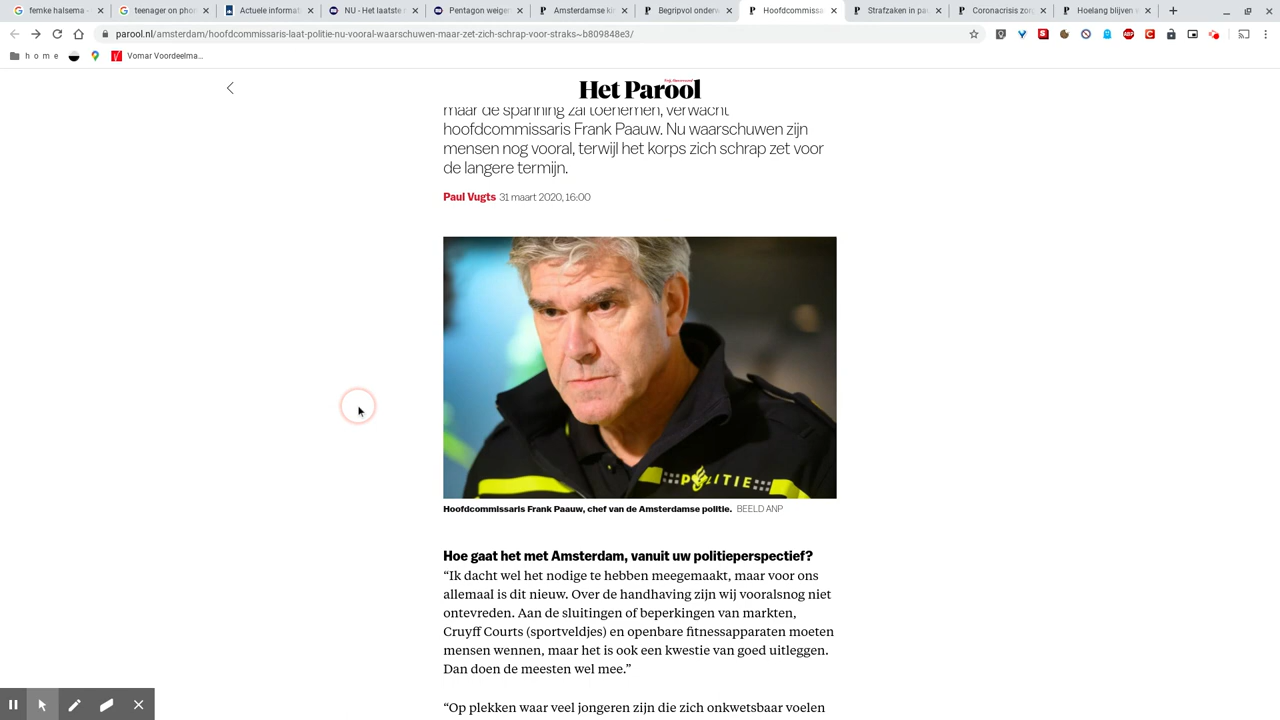 femke halsema -
teenager on phon
Actuele informat
NU - Het laatste n
Pentagon weiger
Amsterdamse kin
Begripvol onderw
Hoofdcommissa
Strafzaken in pa
Coronacrisis zorg
Hoelang blijven s
parool.nl/amsterdam/hoofdcommissaris-laat-politie-nu-vooral-waarschuwen-maar-zet-zich-schrap-voor-straks~b809848e3/
h o m e
Vomar Voordeelma...
Het Parool
maar de spanning zal toenemen, verwacht
hoofdcommissaris Frank Paauw. Nu waarschuwen zijn
mensen nog vooral, terwijl het korps zich schrap zet voor
de langere termijn.
Paul Vugts 31 maart 2020, 16:00
POLITIE
Hoofdcommissaris Frank Paauw, chef van de Amsterdamse politie. BEELD ANP
Hoe gaat het met Amsterdam, vanuit uw politieperspectief?
“Ik dacht wel het nodige te hebben meegemaakt, maar voor ons
allemaal is dit nieuw. Over de handhaving zijn wij vooralsnog niet
ontevreden. Aan de sluitingen of beperkingen van markten,
Cruyff Courts (sportveldjes) en openbare fitnessapparaten moeten
mensen wennen, maar het is ook een kwestie van goed uitleggen.
Dan doen de meesten wel mee.”
“Op plekken waar veel jongeren zijn die zich onkwetsbaar voelen